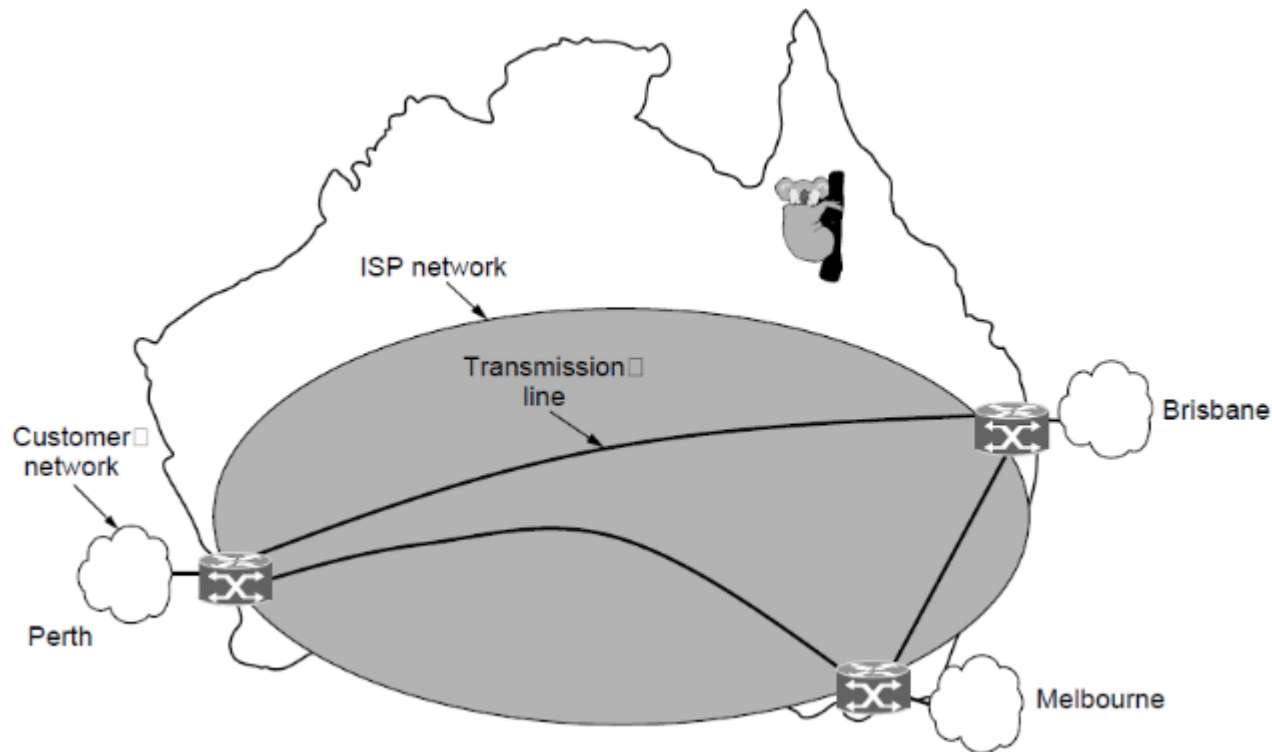 ISP network
Transmission
line
Brisbane
Customer
network
Perth
Melbourne